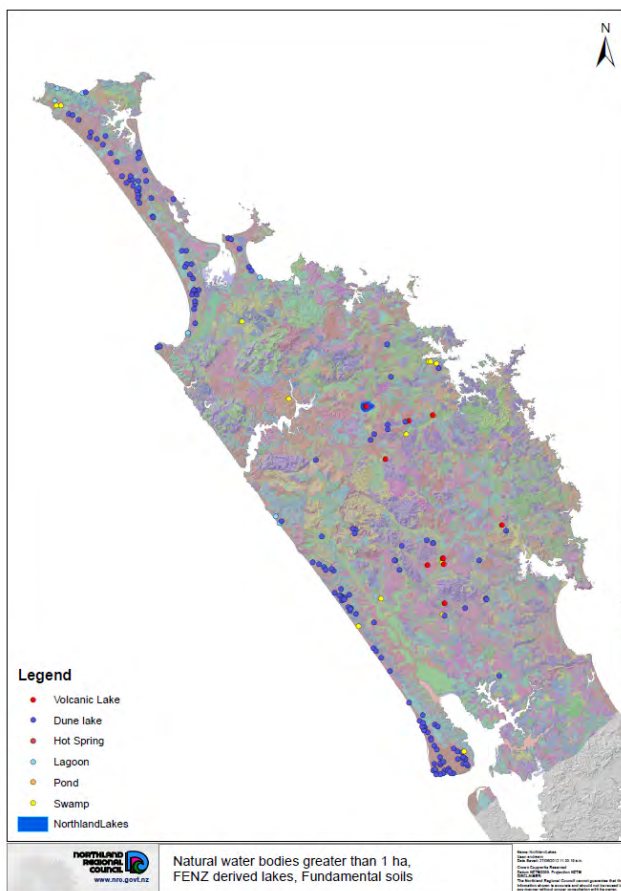 N
Legend
Volcanic Lake
Dune lake
Hot Spring
Lagoon
Pond
Swamp
NorthlandLakes
NORTHLAND
REGIONAL
COUNCIL
www.nrc.govt.nz
Natural water bodies greater than 1 ha,
FENZ derived lakes, Fundamental soils